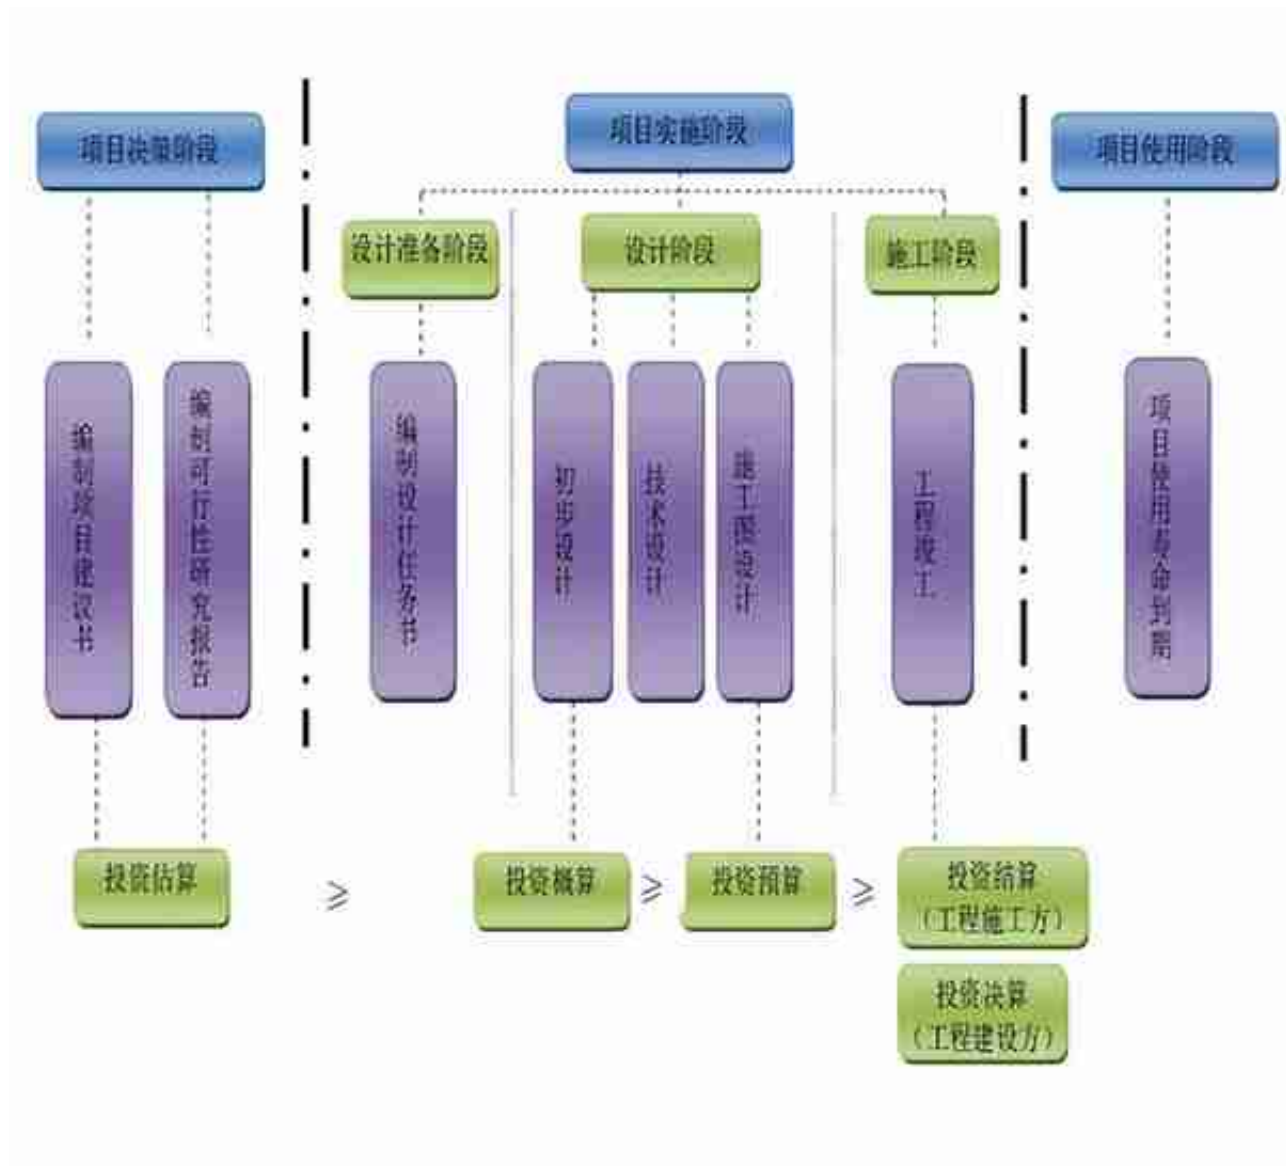 项目决策阶段
项目实施阶段
项目使用阶段
设计准备阶段
设计阶段
施工阶段
编制项目建议书
编制可行性研究报告
编制设计任务书
初步设计
技术设计
施工图设计
工程竣工
项目使用寿命到期
投资估算
≥
投资概算
≥
投资预算
≥
投资结算
（工程施工方）
投资决算
（工程建设方）